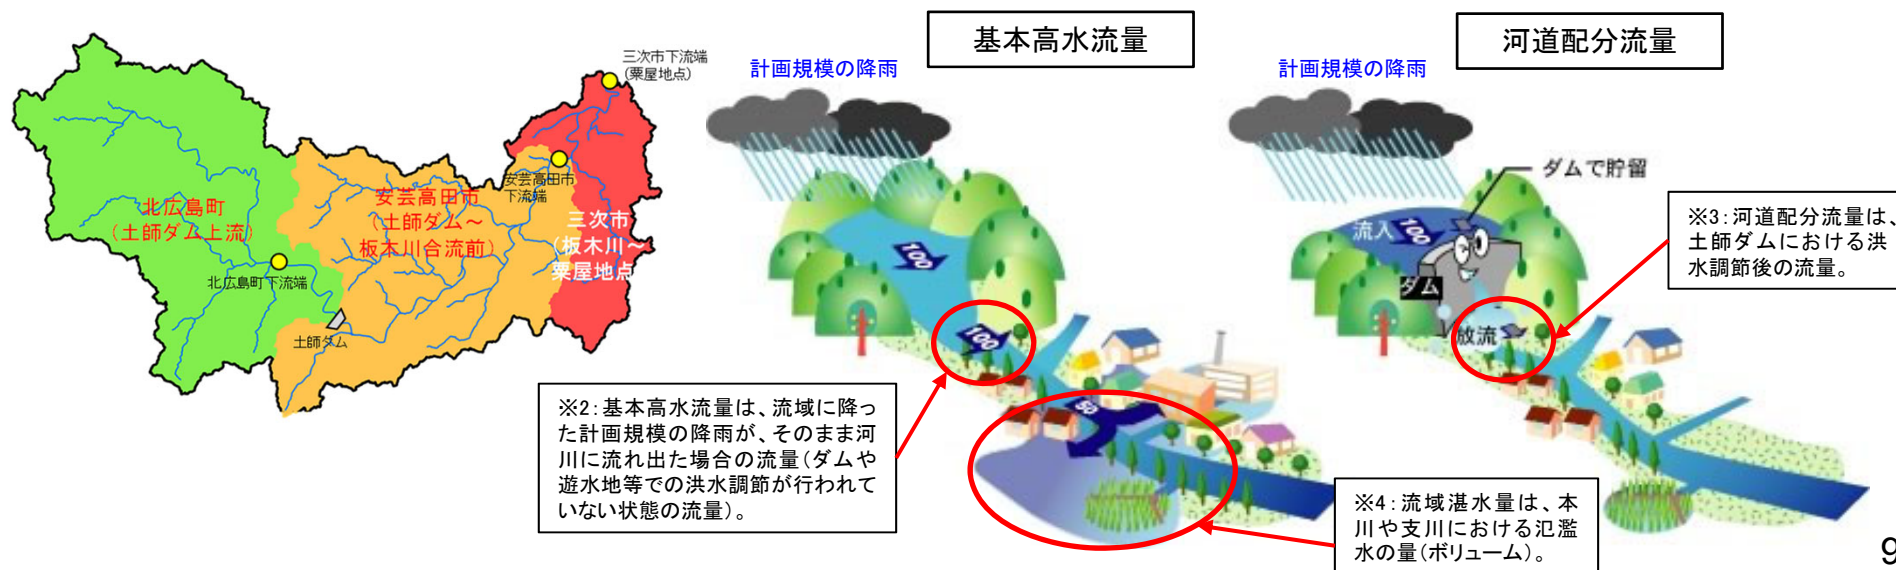 三次市下流端
(粟屋地点)
安芸高田市
下流端
北広島町
(土師ダム上流)
安芸高田市
(土師ダム～
板木川合流前)
三次市
(板木川～
粟屋地点
北広島町下流端
土師ダム
基本高水流量
計画規模の降雨
100
100
50
※2:基本高水流量は、流域に降っ
た計画規模の降雨が、そのまま河
川に流れ出た場合の流量(ダムや
遊水地等での洪水調節が行われて
いない状態の流量)。
※4:流域湛水量は、本
川や支川における氾濫
水の量(ボリューム)。
河道配分流量
計画規模の降雨
ダムで貯留
流入
100
ダム
放流
※3:河道配分流量は、
土師ダムにおける洪
水調節後の流量。
9